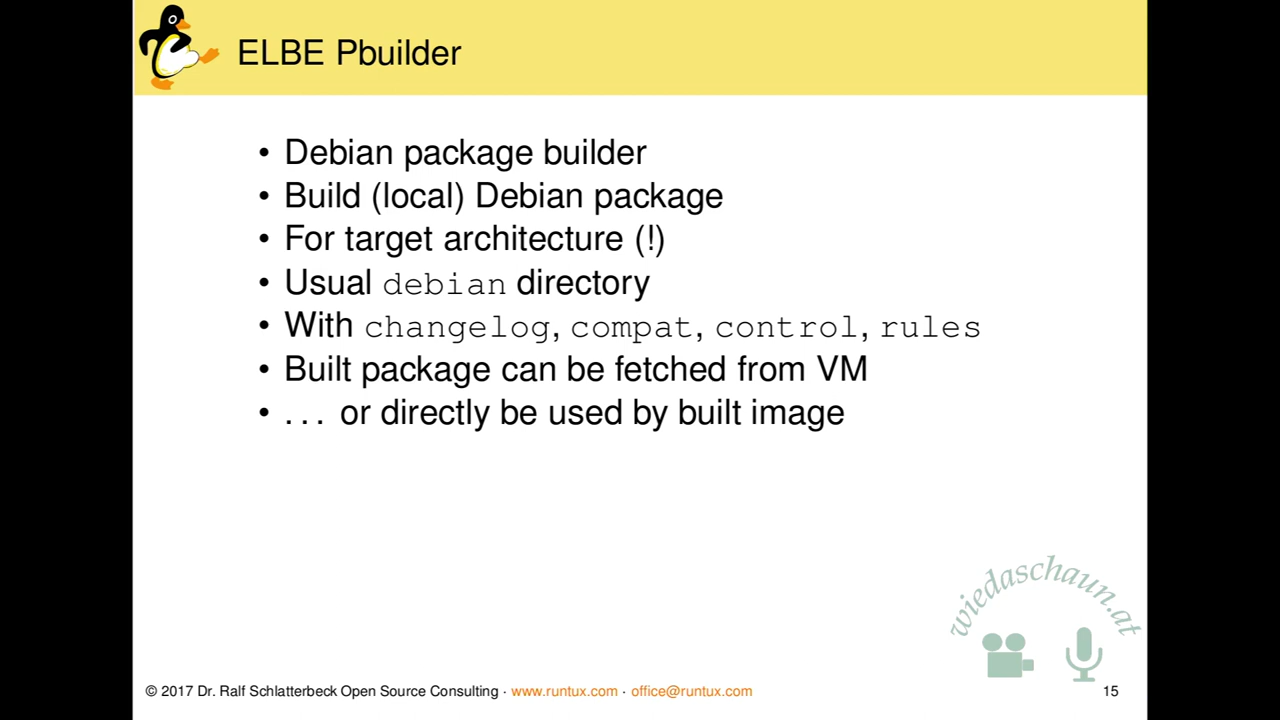 ELBE Pbuilder
• Debian package builder
• Build (local) Debian package
• For target architecture (!)
• Usual debian directory
• With changelog, compat, control, rules
• Built package can be fetched from VM
• ... or directly be used by built image
wiedaschaun.at
© 2017 Dr. Ralf Schlatterbeck Open Source Consulting · www.runtux.com · office@runtux.com
15